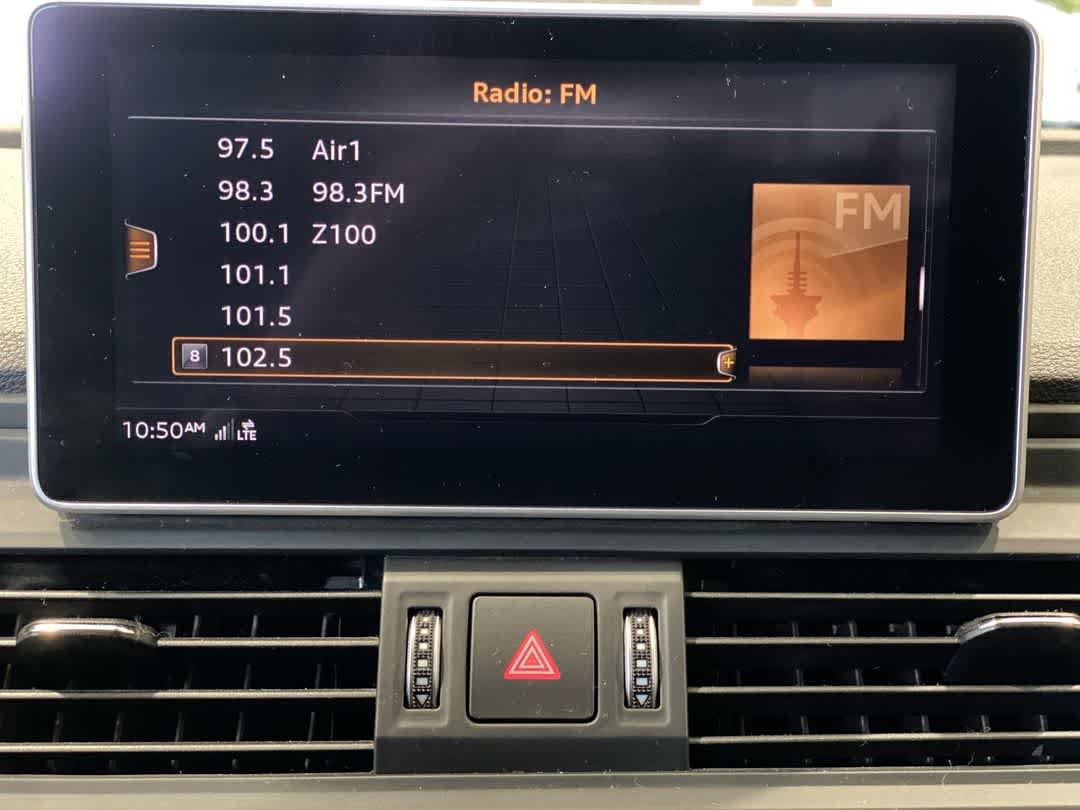 Radio: FM
97.5 Air1
98.3 98.3FM
100.1 Z100
101.1
101.5
8 102.5
FM
10:50AM LTE